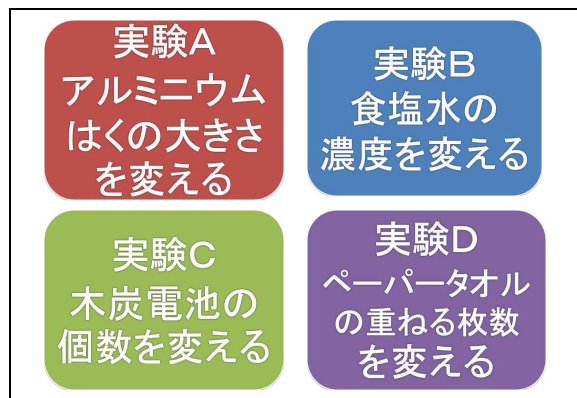 実験A
アルミニウム
はくの大きさ
を変える
実験B
食塩水の
濃度を変える
実験C
木炭電池の
個数を変える
実験D
ペーパータオル
の重ねる枚数
を変える